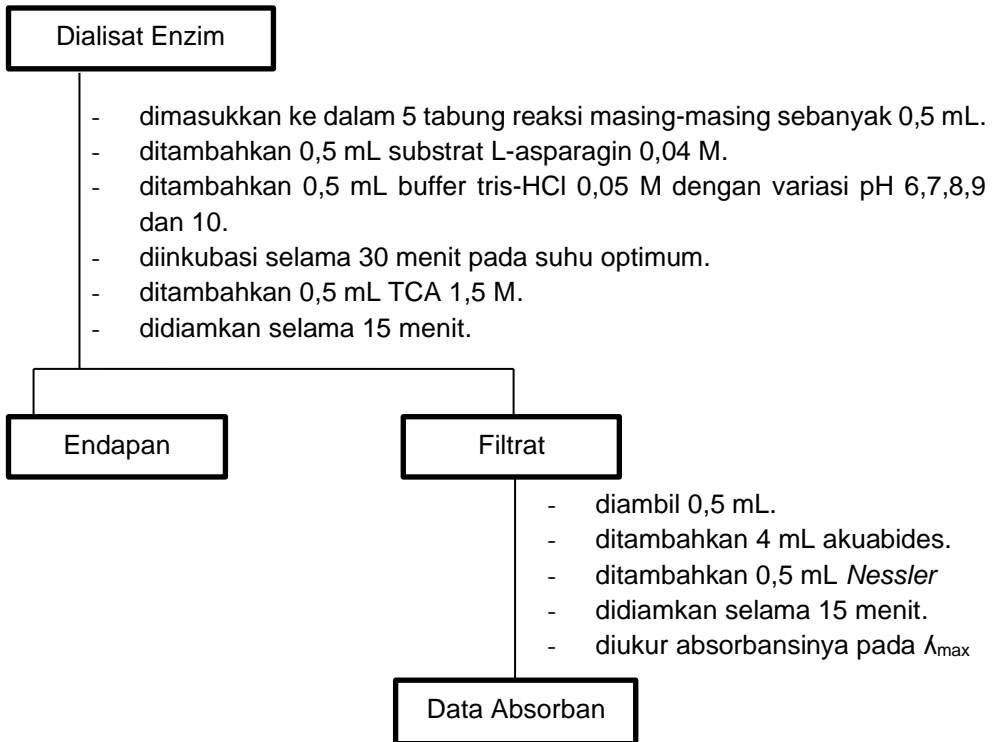 Dialisat Enzim
- dimasukkan ke dalam 5 tabung reaksi masing-masing sebanyak 0,5 mL.
- ditambahkan 0,5 mL substrat L-asparagin 0,04 M.
- ditambahkan 0,5 mL buffer tris-HCl 0,05 M dengan variasi pH 6,7,8,9
dan 10.
- diinkubasi selama 30 menit pada suhu optimum.
- ditambahkan 0,5 mL TCA 1,5 M.
- didiamkan selama 15 menit.
Endapan
Filtrat
- diambil 0,5 mL.
- ditambahkan 4 mL akuabides.
- ditambahkan 0,5 mL Nessler
- didiamkan selama 15 menit.
- diukur absorbansinya pada ʎmax
Data Absorban